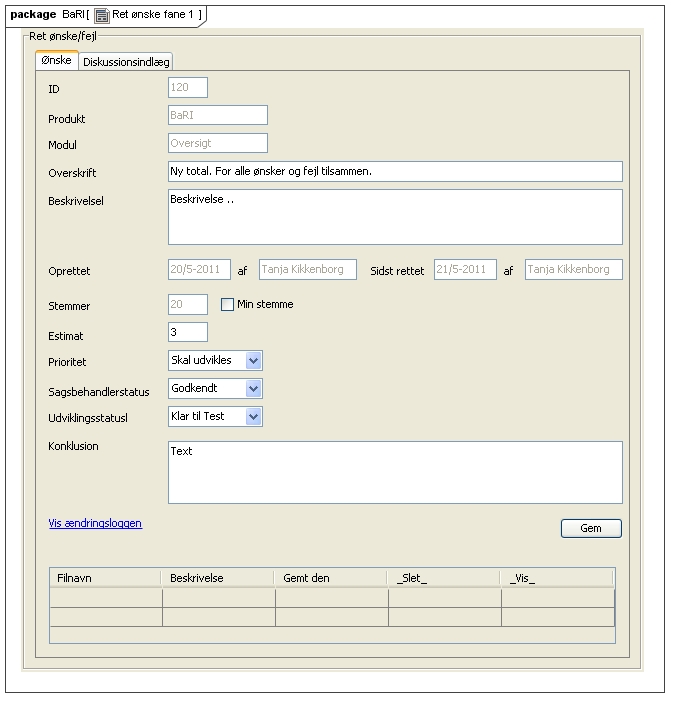 package BaRI[ Ret ønske fane 1 ]
Ret ønske/fejl
Ønske Diskussionsindlæg
ID 120
Produkt BaRI
Modul Oversigt
Overskrift Ny total. For alle ønsker og fejl tilsammen.
Beskrivelsel Beskrivelse ..
Oprettet 20/5-2011 af Tanja Kikkenborg Sidst rettet 21/5-2011 af Tanja Kikkenborg
Stemmer 20 Min stemme
Estimat 3
Prioritet Skal udvikles
Sagsbehandlerstatus Godkendt
Udviklingsstatusl Klar til Test
Konklusion Text
Vis ændringsloggen Gem
Filnavn Beskrivelse Gemt den _Slet_ _Vis_